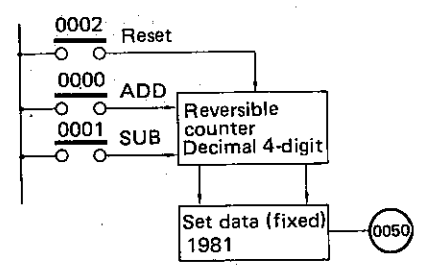 0002
Reset
0000
ADD
0001
SUB
Reversible
counter
Decimal 4-digit
Set data (fixed)
1981
0050